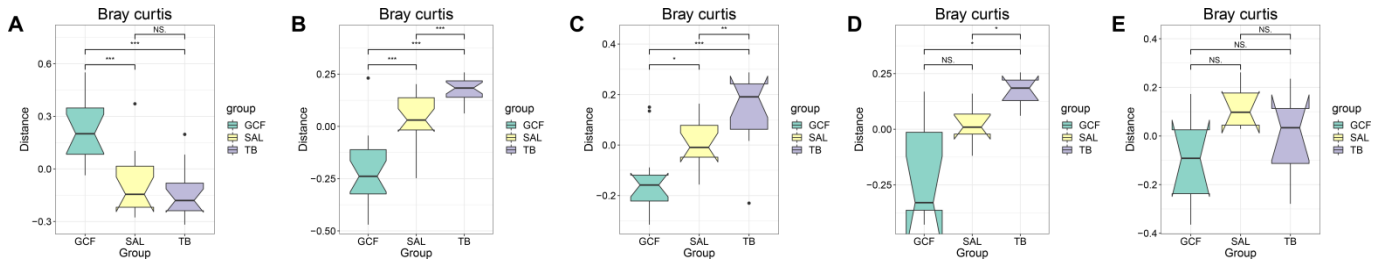 A
Bray curtis
NS.
***
***
0.6
0.3
0.0
−0.3
Distance
GCF
SAL
TB
Group
group
GCF
SAL
TB
B
Bray curtis
***
***
***
0.25
0.00
−0.25
−0.50
Distance
GCF
SAL
TB
Group
group
GCF
SAL
TB
C
Bray curtis
**
***
*
0.4
0.2
0.0
−0.2
Distance
GCF
SAL
TB
Group
group
GCF
SAL
TB
D
Bray curtis
*
*
NS.
0.25
0.00
−0.25
Distance
GCF
SAL
TB
Group
group
GCF
SAL
TB
E
Bray curtis
NS.
NS.
NS.
0.4
0.2
0.0
−0.2
−0.4
Distance
GCF
SAL
TB
Group
group
GCF
SAL
TB